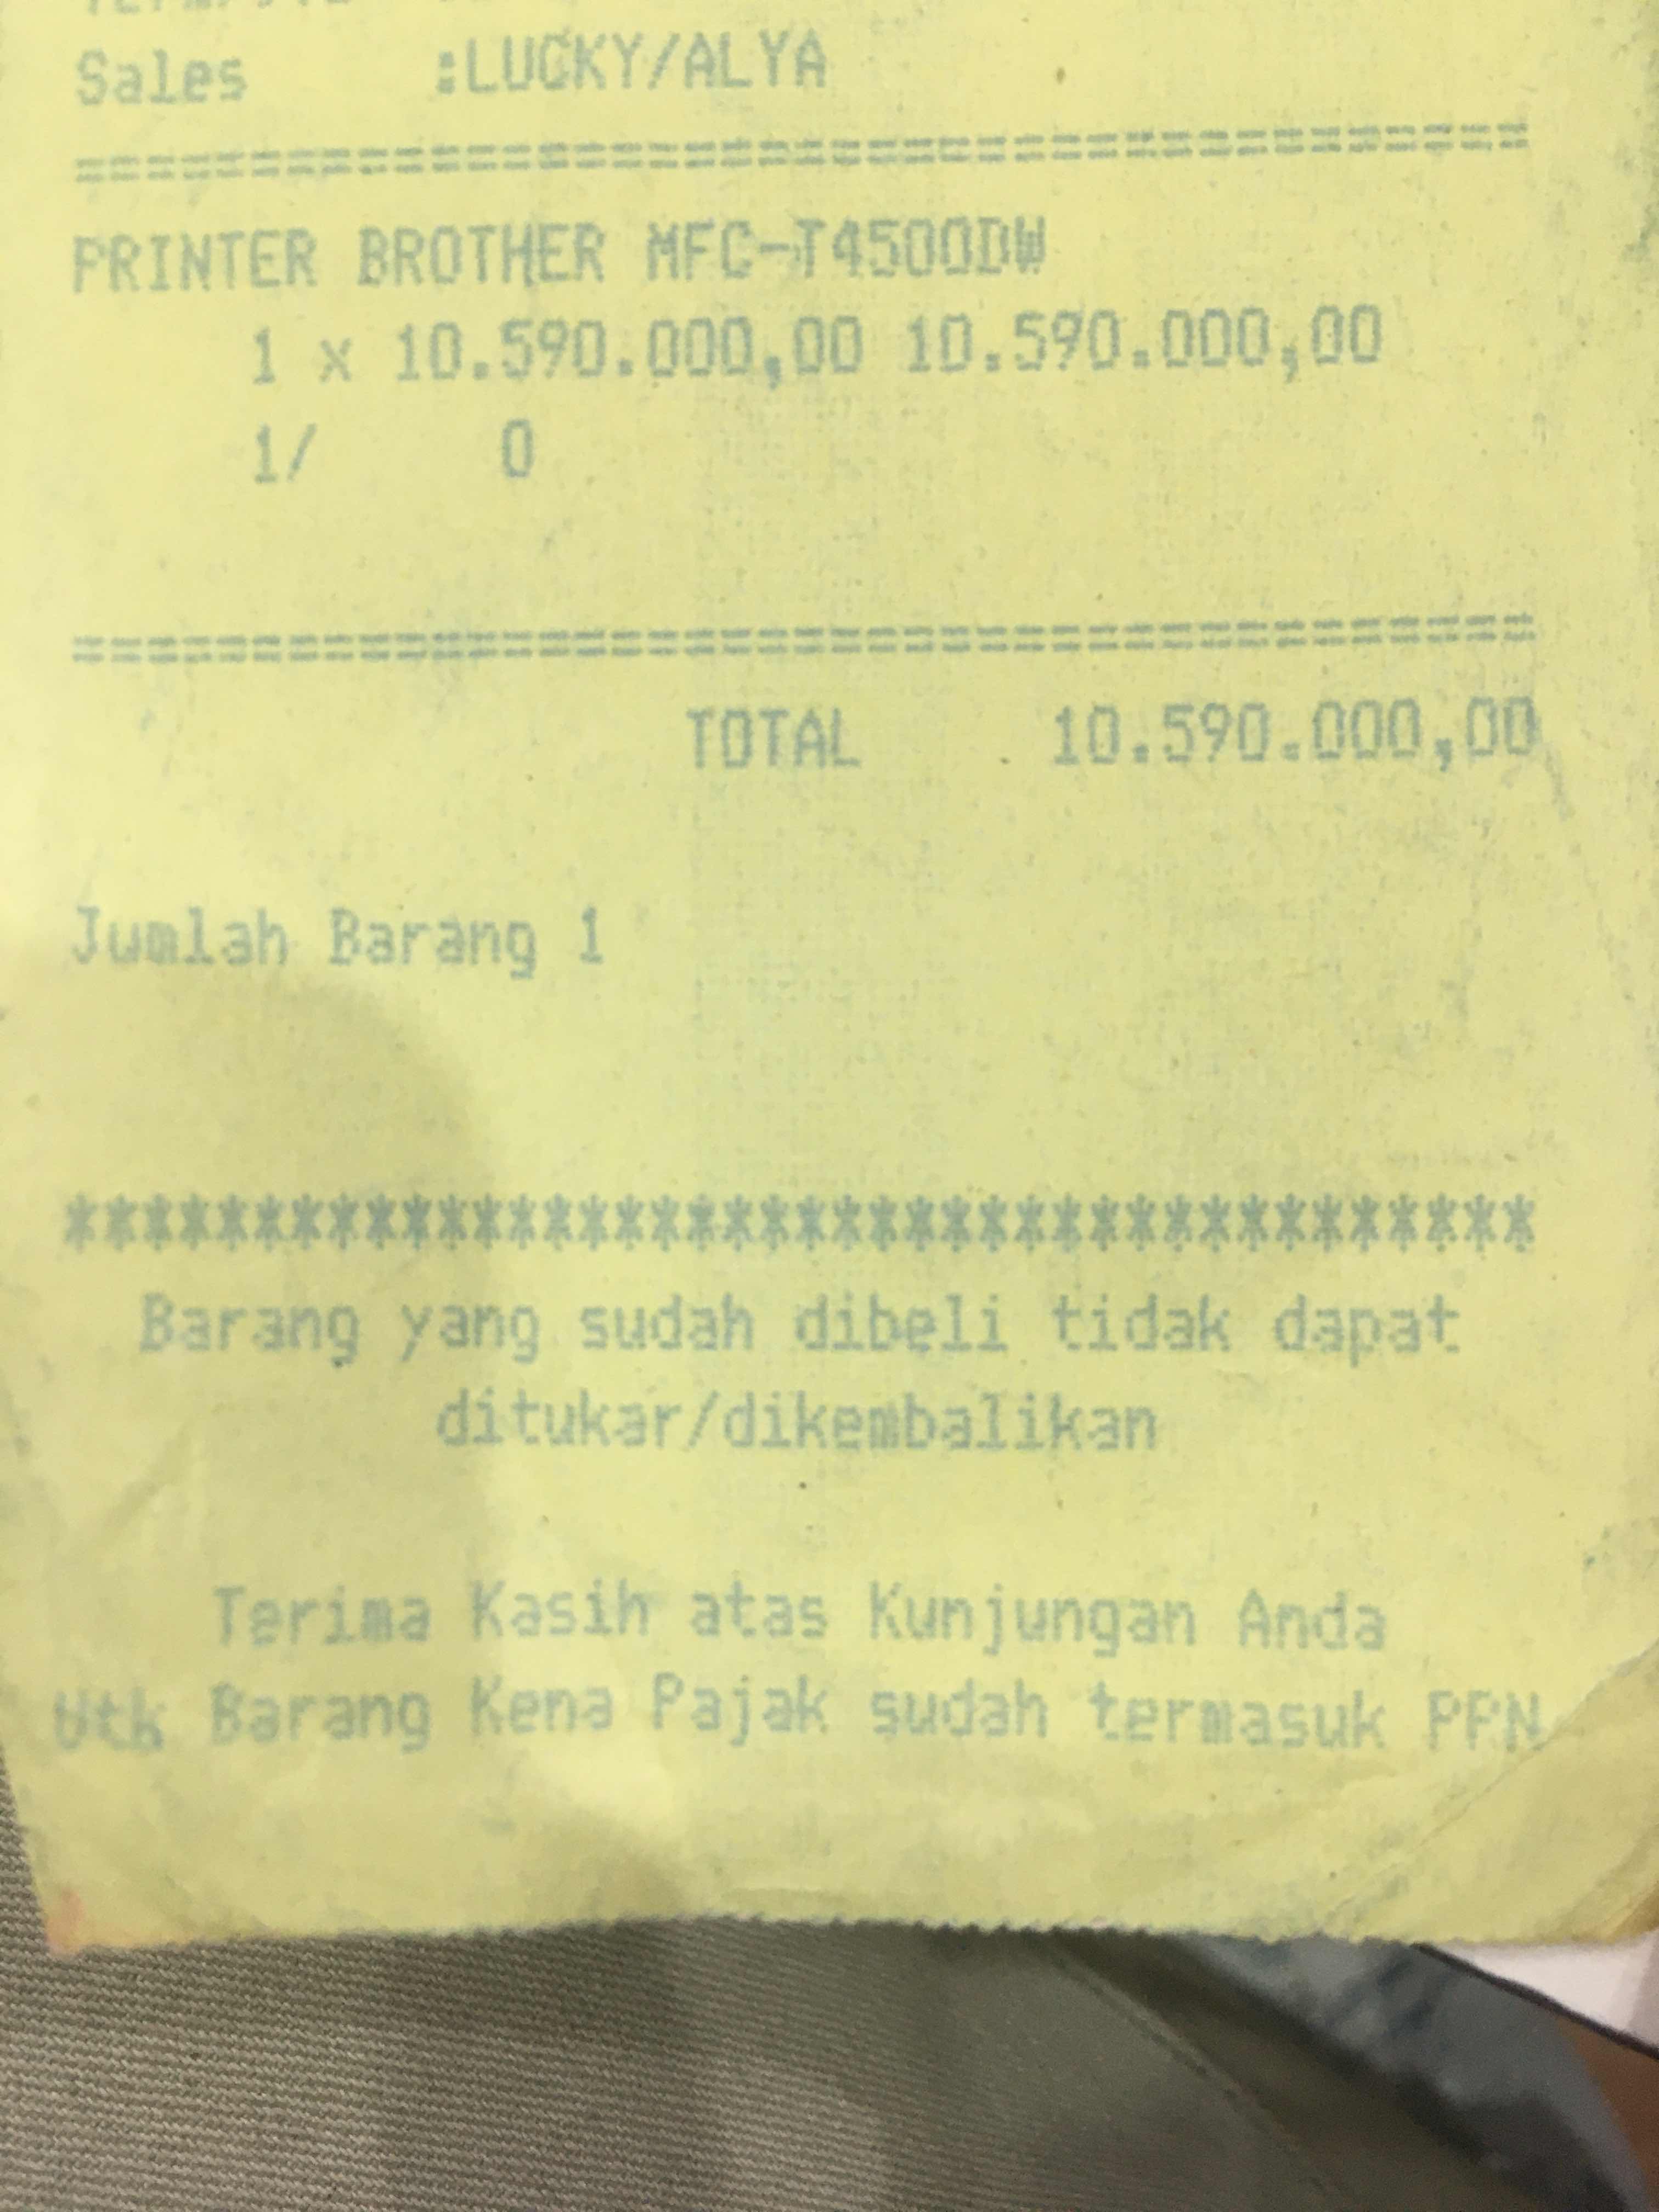 Sales :LUCKY/ALYA
========================================
PRINTER BROTHER MFC-T4500DW
1 x 10.590.000,00 10.590.000,00
1/ 0
========================================
TOTAL 10.590.000,00
Jumlah Barang 1
****************************************
Barang yang sudah dibeli tidak dapat
ditukar/dikembalikan
Terima Kasih atas Kunjungan Anda
Utk Barang Kena Pajak sudah termasuk PPN